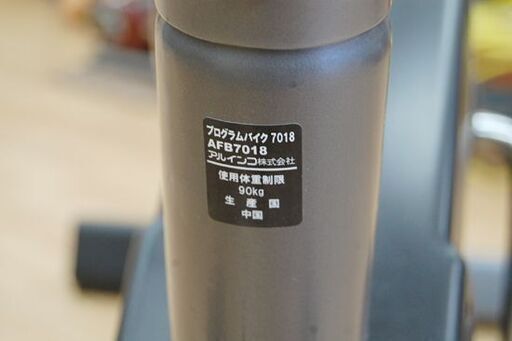 プログラムバイク 7018
AFB7018
アルインコ株式会社
使用体重制限
90kg
生産国
中国